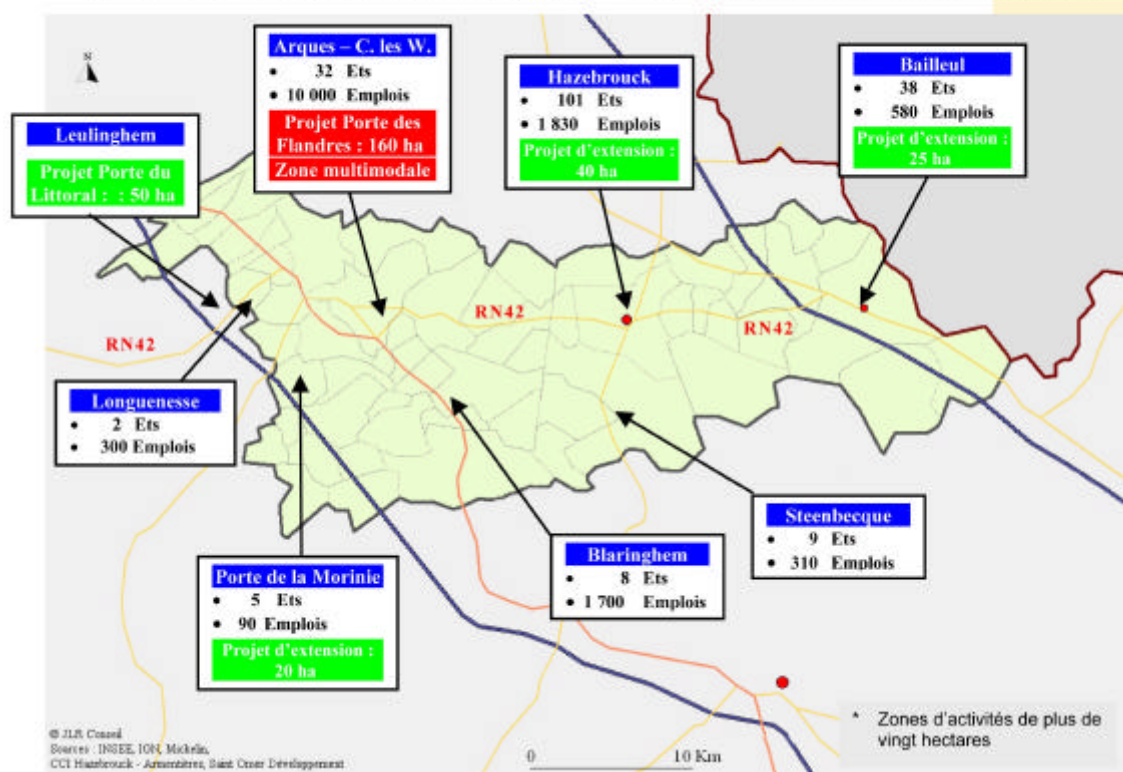 N
Arques – C. les W.
• 32 Ets
• 10 000 Emplois
Projet Porte des
Flandres : 160 ha
Zone multimodale
Hazebrouck
• 101 Ets
• 1 830 Emplois
Projet d'extension :
40 ha
Bailleul
• 38 Ets
• 580 Emplois
Projet d'extension :
25 ha
Leulinghem
Projet Porte du
Littoral : : 50 ha
RN42
RN42
RN42
Longuenesse
• 2 Ets
• 300 Emplois
Porte de la Morinie
• 5 Ets
• 90 Emplois
Projet d'extension :
20 ha
Blaringhem
• 8 Ets
• 1 700 Emplois
Steenbecque
• 9 Ets
• 310 Emplois
© JLR Conseil
Sources : INSEE, ION, Michelin,
CCI Hazebrouck - Armentières, Saint Omer Développement
0 10 Km
* Zones d'activités de plus de
vingt hectares